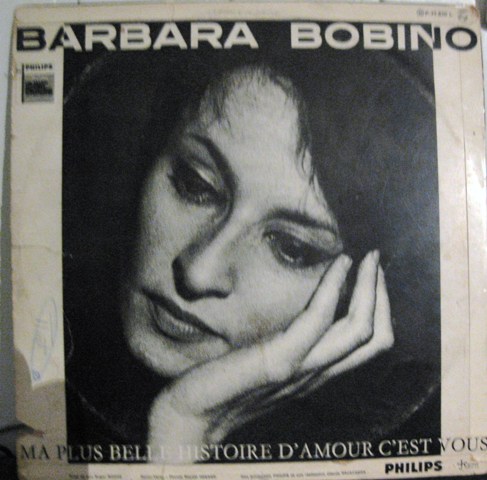 BARBARA BOBINO
PHILIPS
MA PLUS BELLE HISTOIRE D'AMOUR C'EST VOUS
PHILIPS